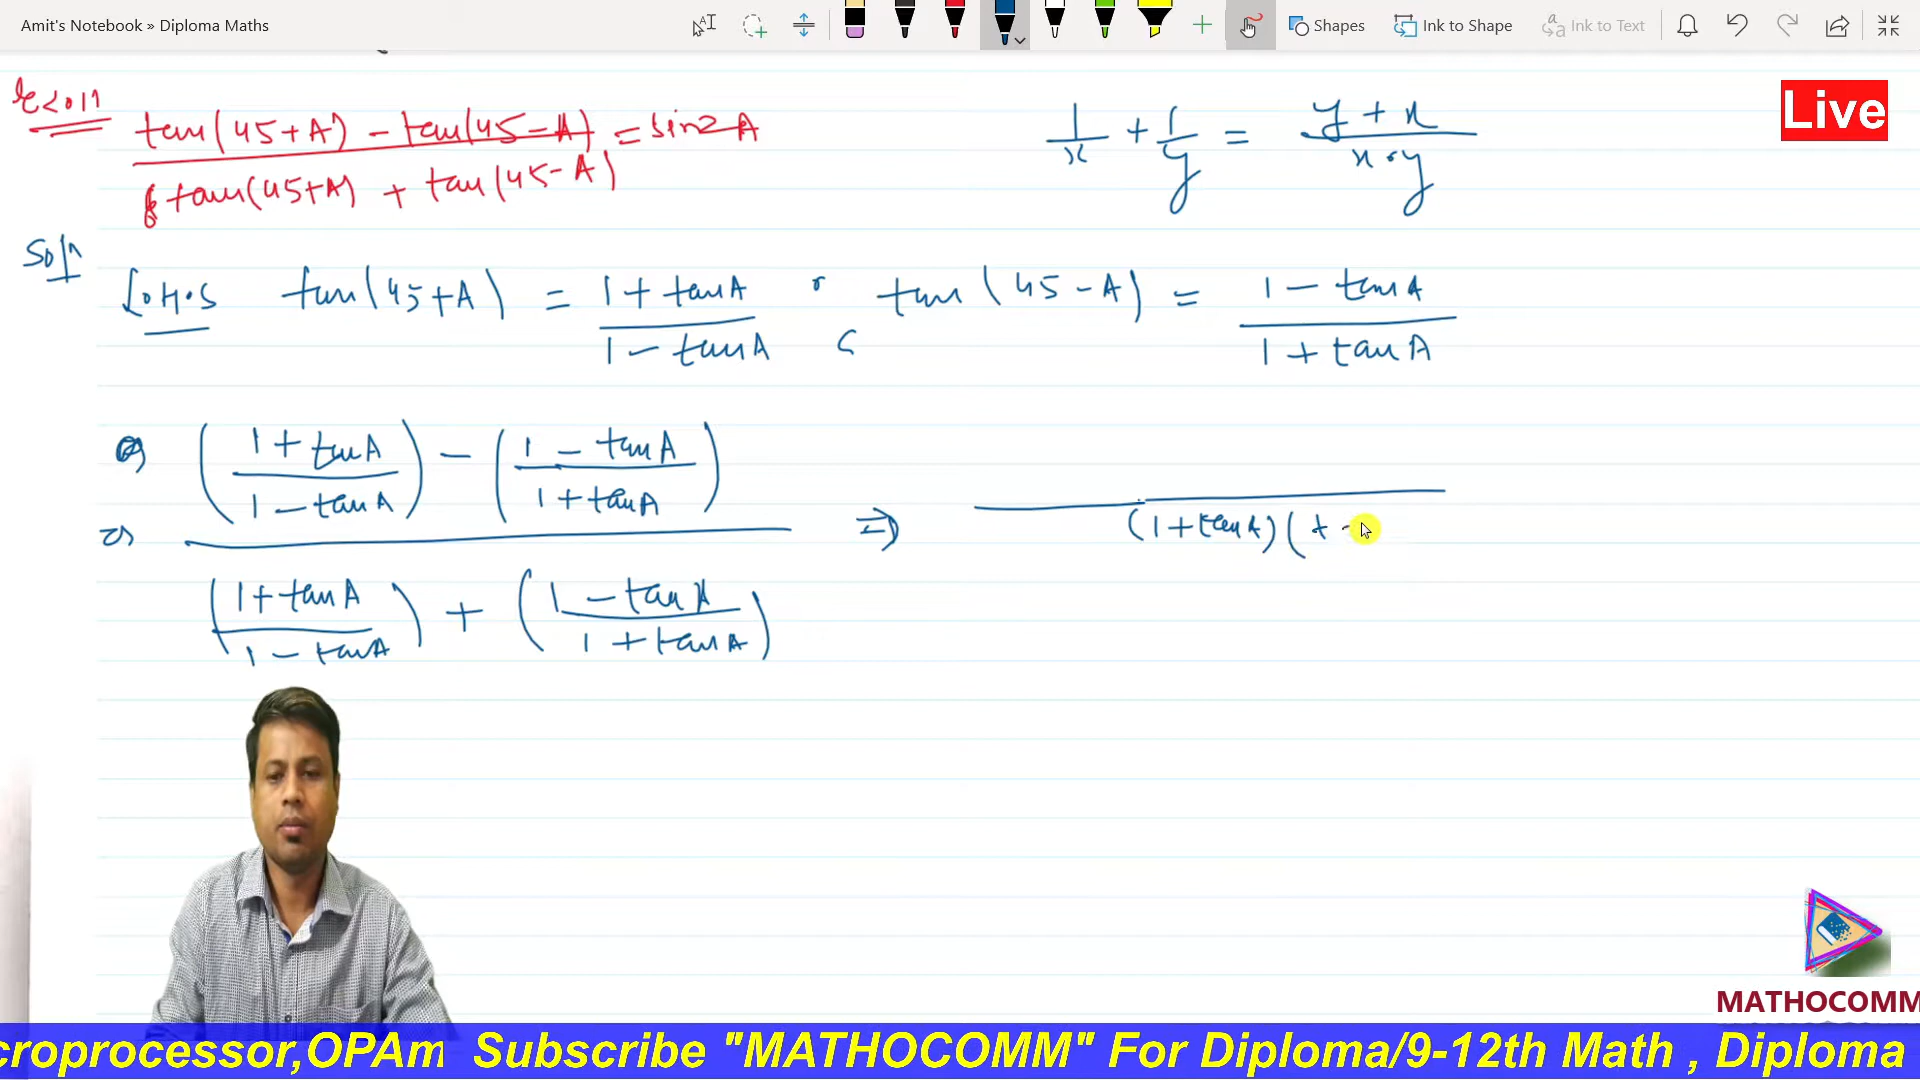 Amit's Notebook » Diploma Maths
Shapes
Ink to Shape
Ink to Text
Live
tan(45+A) - tan(45-A) = sin2A
tan(45+A) + tan(45-A)
1/x + 1/y = y+x / x.y
Soln
L.H.S tan(45+A) = 1+tanA / 1-tanA , tan(45-A) = 1-tanA / 1+tanA
(1+tanA / 1-tanA) - (1-tanA / 1+tanA)
⇒ ⇒ (1+tanA)(1-
(1+tanA / 1-tanA) + (1-tanA / 1+tanA)
MATHOCOMM
croprocessor,OPAm Subscribe "MATHOCOMM" For Diploma/9-12th Math , Diploma